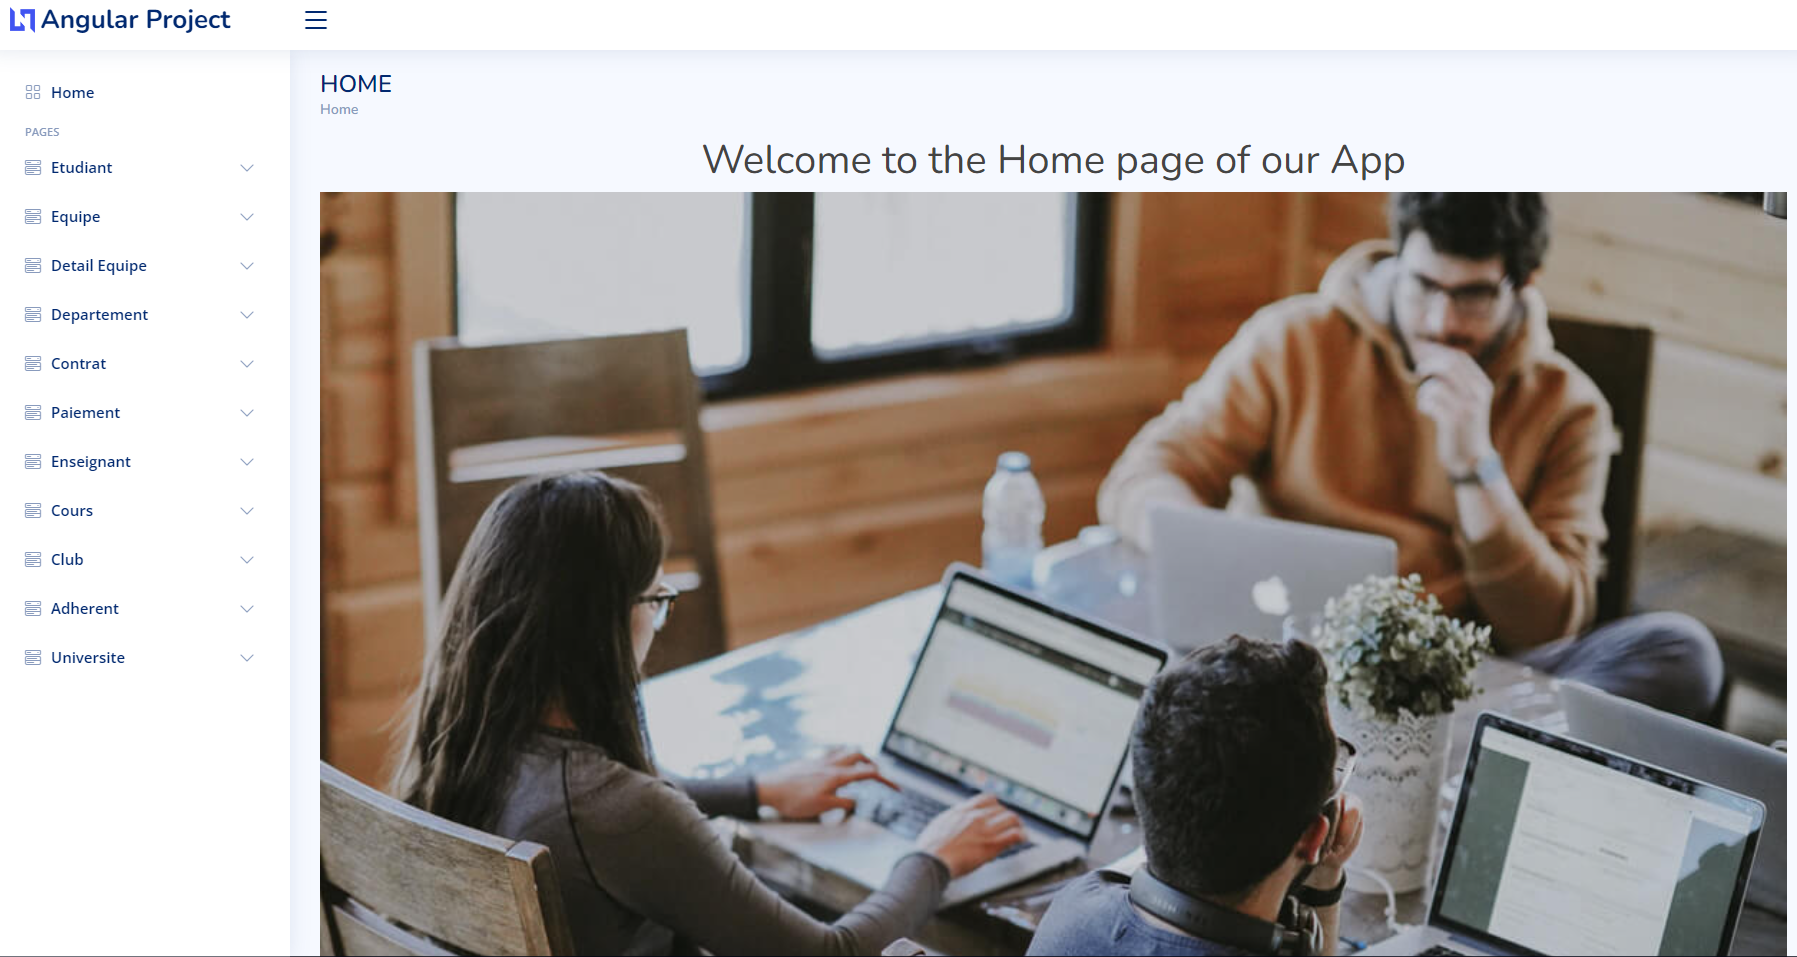 Angular Project
Home
PAGES
Etudiant
Equipe
Detail Equipe
Departement
Contrat
Paiement
Enseignant
Cours
Club
Adherent
Universite
HOME
Home
Welcome to the Home page of our App